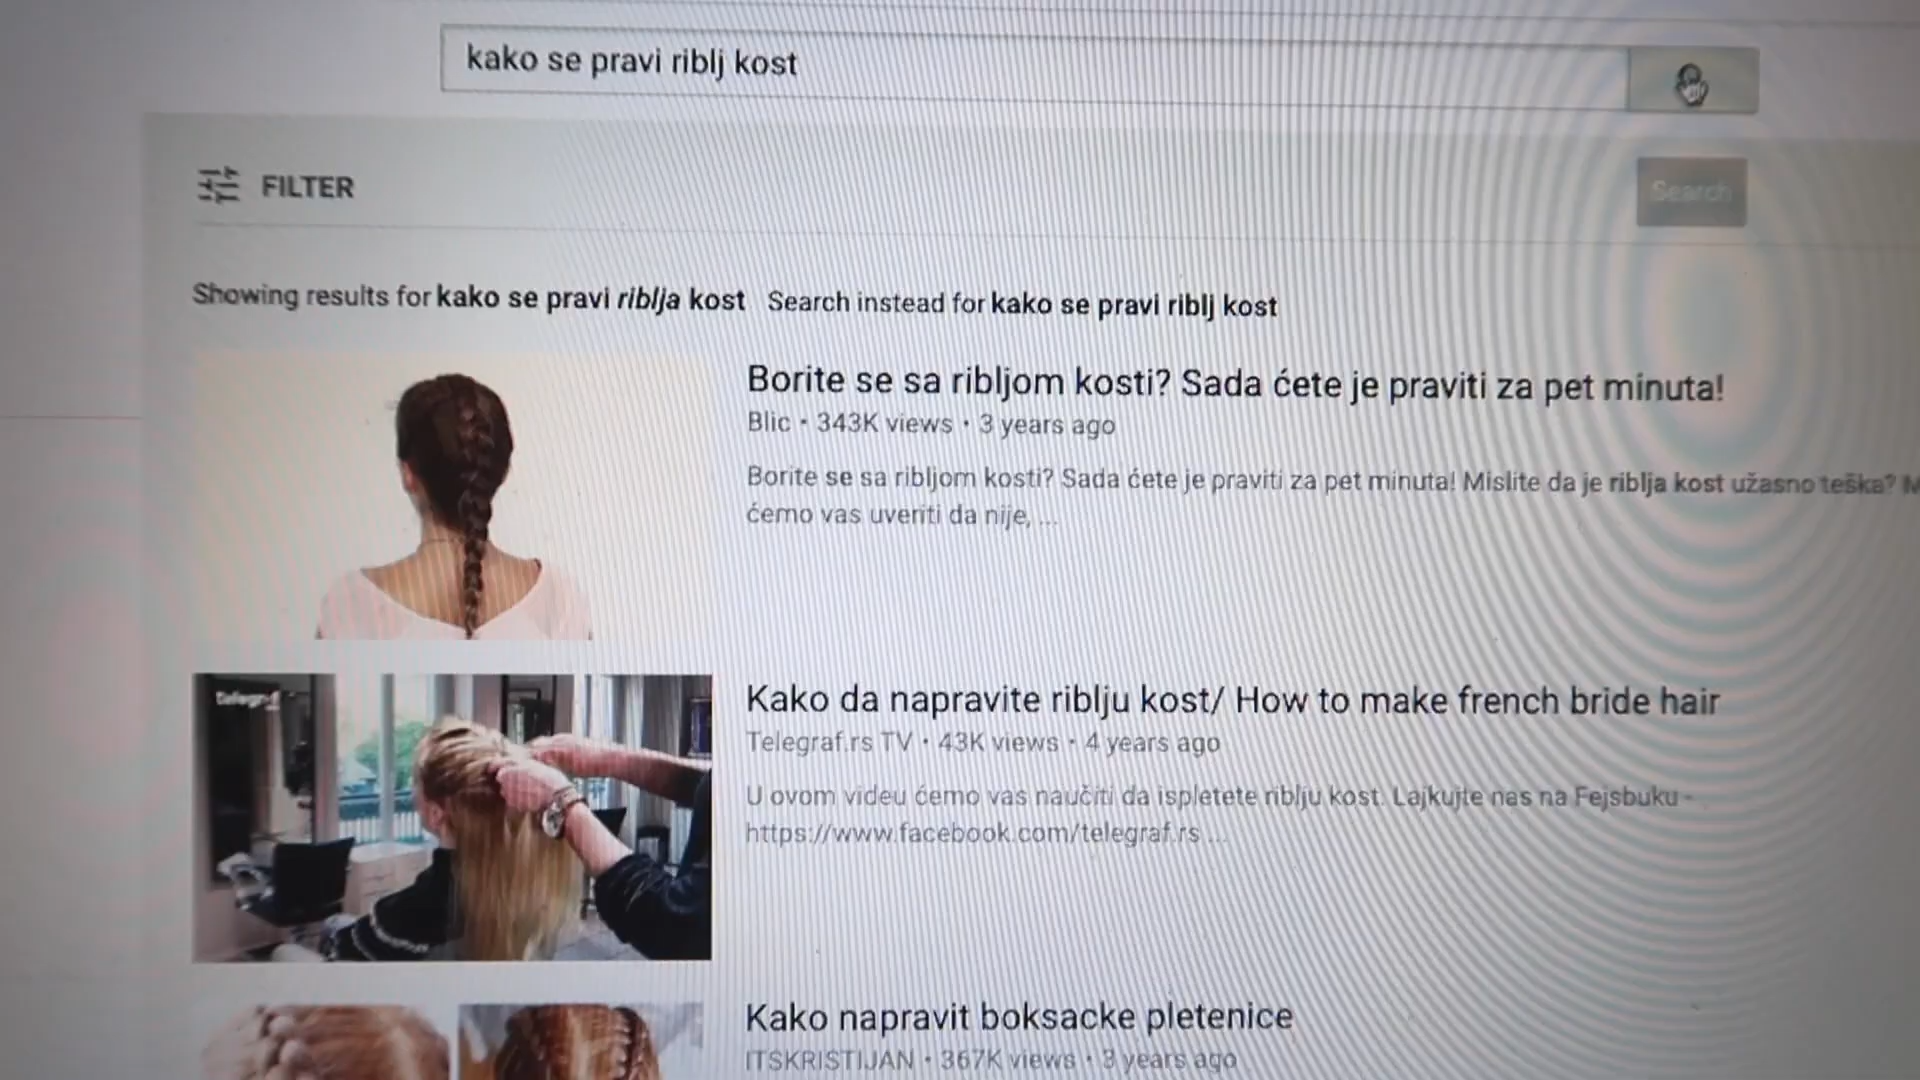 kako se pravi riblj kost
FILTER
Search
Showing results for kako se pravi riblja kost Search instead for kako se pravi riblj kost
Borite se sa ribljom kosti? Sada ćete je praviti za pet minuta!
Blic • 343K views • 3 years ago
Borite se sa ribljom kosti? Sada ćete je praviti za pet minuta! Mislite da je riblja kost užasno teška? M
ćemo vas uveriti da nije, ...
Telegraf
Kako da napravite riblju kost/ How to make french bride hair
Telegraf.rs TV • 43K views • 4 years ago
U ovom videu ćemo vas naučiti da ispletete riblju kost. Lajkujte nas na Fejsbuku -
https://www.facebook.com/telegraf.rs ...
Kako napravit boksacke pletenice
ITSKRISTIJAN • 367K views • 3 years ago